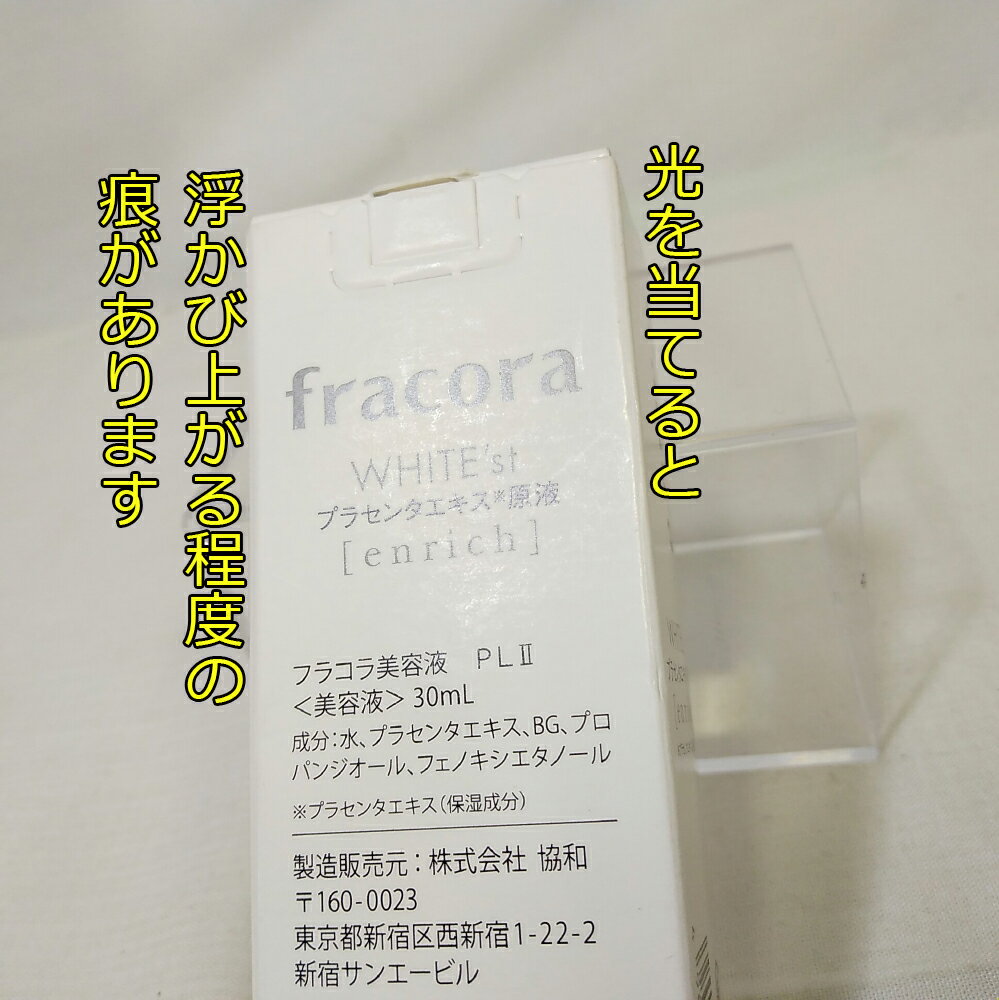 光を当てると
浮かび上がる程度の
痕があります
fracora
WHITE'st
プラセンタエキス※原液
[enrich]
フラコラ美容液 PLⅡ
＜美容液＞30mL
成分：水、プラセンタエキス、BG、プロ
パンジオール、フェノキシエタノール
※プラセンタエキス（保湿成分）
製造販売元：株式会社 協和
〒160-0023
東京都新宿区西新宿1-22-2
新宿サンエービル